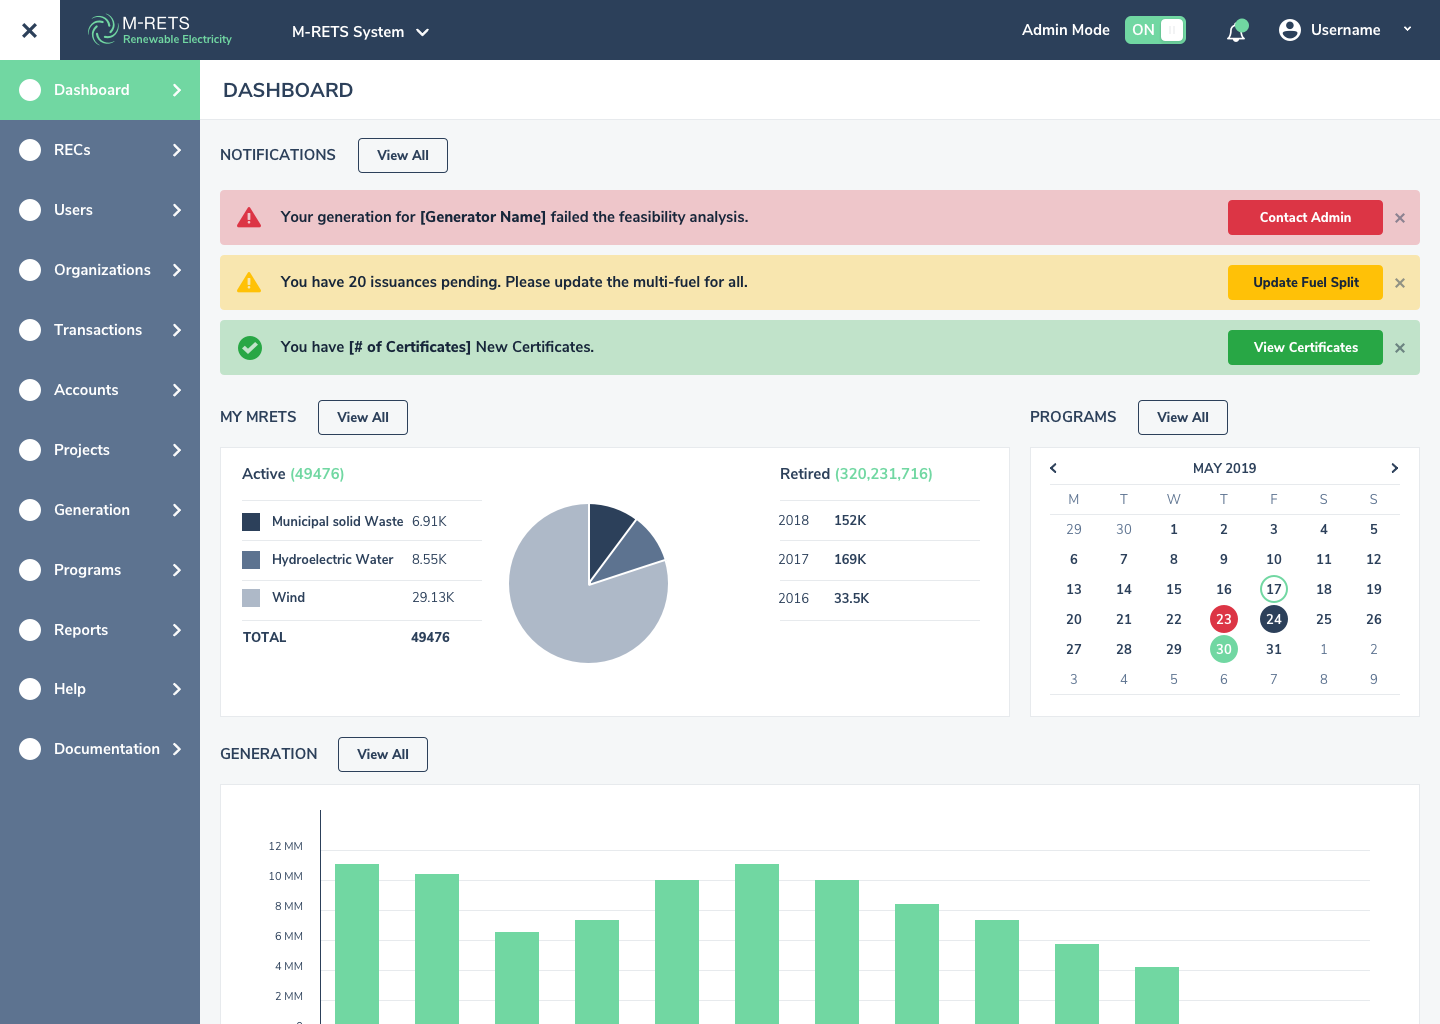 M-RETS
Renewable Electricity
M-RETS System
Admin Mode
ON
Username
Dashboard
RECs
Users
Organizations
Transactions
Accounts
Projects
Generation
Programs
Reports
Help
Documentation
DASHBOARD
NOTIFICATIONS
View All
Your generation for [Generator Name] failed the feasibility analysis.
Contact Admin
You have 20 issuances pending. Please update the multi-fuel for all.
Update Fuel Split
You have [# of Certificates] New Certificates.
View Certificates
MY MRETS
View All
Active (49476)
Municipal solid Waste 6.91K
Hydroelectric Water 8.55K
Wind 29.13K
TOTAL 49476
Retired (320,231,716)
2018 152K
2017 169K
2016 33.5K
PROGRAMS
View All
MAY 2019
M T W T F S S
29 30 1 2 3 4 5
6 7 8 9 10 11 12
13 14 15 16 17 18 19
20 21 22 23 24 25 26
27 28 29 30 31 1 2
3 4 5 6 7 8 9
GENERATION
View All
12 MM
10 MM
8 MM
6 MM
4 MM
2 MM